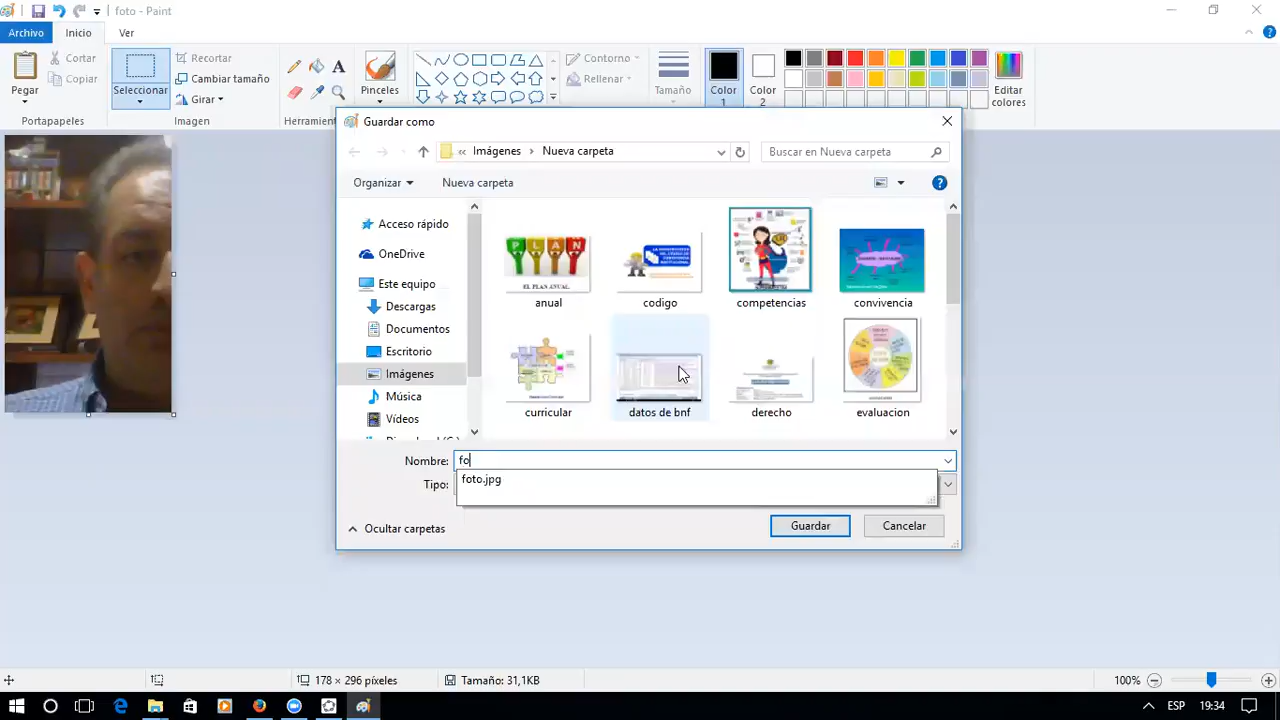 foto - Paint
Archivo
Inicio
Ver
Pegar
Cortar
Copiar
Portapapeles
Seleccionar
Cambiar tamaño
Girar
Imagen
Pinceles
Contorno
Rellenar
Tamaño
Color
1
Color
2
Editar
colores
Guardar como
« Imágenes › Nueva carpeta
Buscar en Nueva carpeta
Organizar
Nueva carpeta
Acceso rápido
OneDrive
Este equipo
Descargas
Documentos
Escritorio
Imágenes
Música
Vídeos
PLAN
EL PLAN ANUAL
anual
codigo
competencias
convivencia
curricular
datos de bnf
derecho
evaluacion
Nombre:
fo
foto.jpg
Tipo:
Ocultar carpetas
Guardar
Cancelar
178 × 296 píxeles
Tamaño: 31,1KB
100%
ESP
19:34